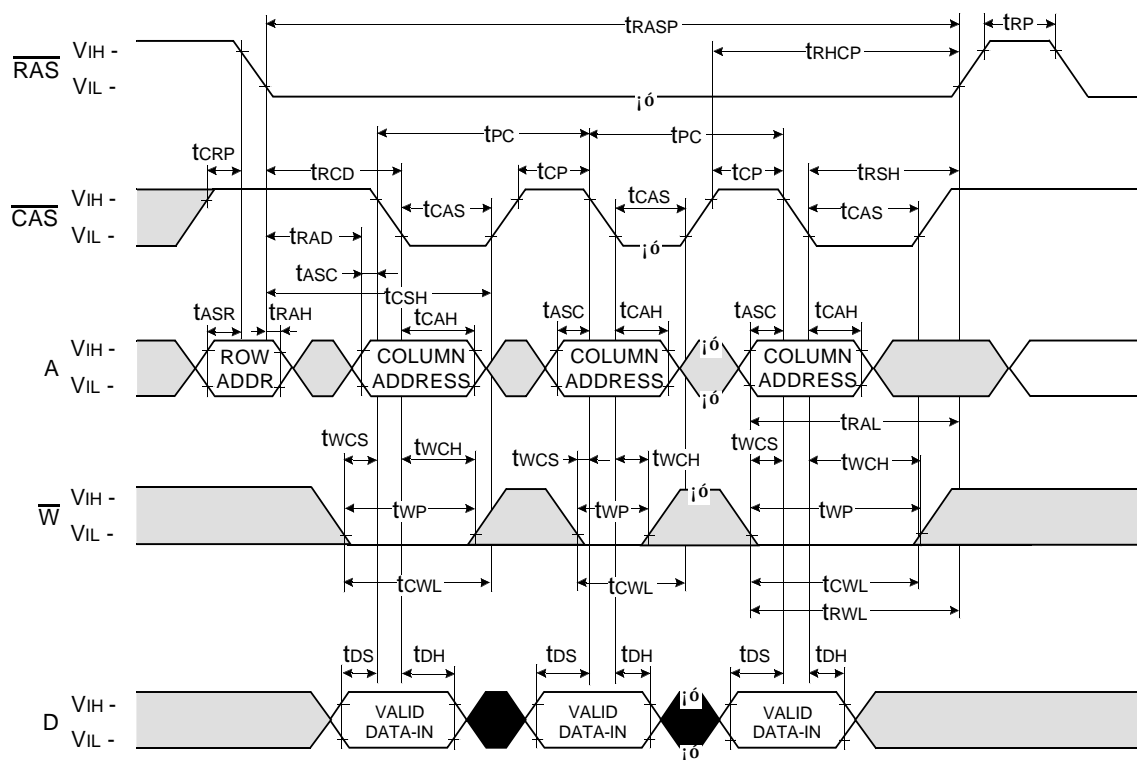 tRASP
tRP
tRHCP
RAS
VIH -
VIL -
¡ó
tPC
tPC
tCRP
tRCD
tCP
tCP
tRSH
CAS
VIH -
VIL -
tCAS
tCAS
tCAS
¡ó
tRAD
tASC
tCSH
tASR
tRAH
tCAH
tASC
tCAH
tASC
tCAH
A
VIH -
VIL -
ROW
ADDR.
COLUMN
ADDRESS
COLUMN
ADDRESS
¡ó
¡ó
COLUMN
ADDRESS
tRAL
tWCS
tWCH
tWCS
tWCH
tWCS
tWCH
W
VIH -
VIL -
tWP
tWP
¡ó
tWP
tCWL
tCWL
tCWL
tRWL
tDS
tDH
tDS
tDH
tDS
tDH
D
VIH -
VIL -
VALID
DATA-IN
VALID
DATA-IN
¡ó
¡ó
VALID
DATA-IN